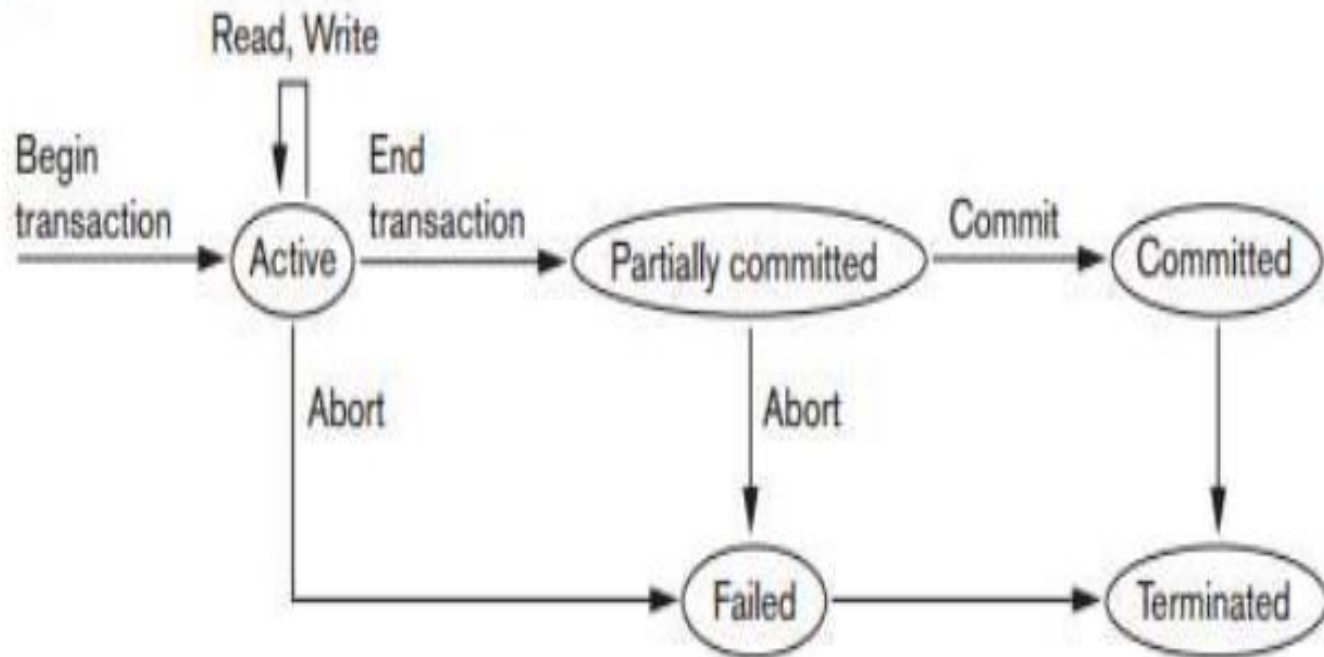 Read, Write
Begin
transaction
End
transaction
Active
Partially committed
Commit
Committed
Abort
Abort
Failed
Terminated